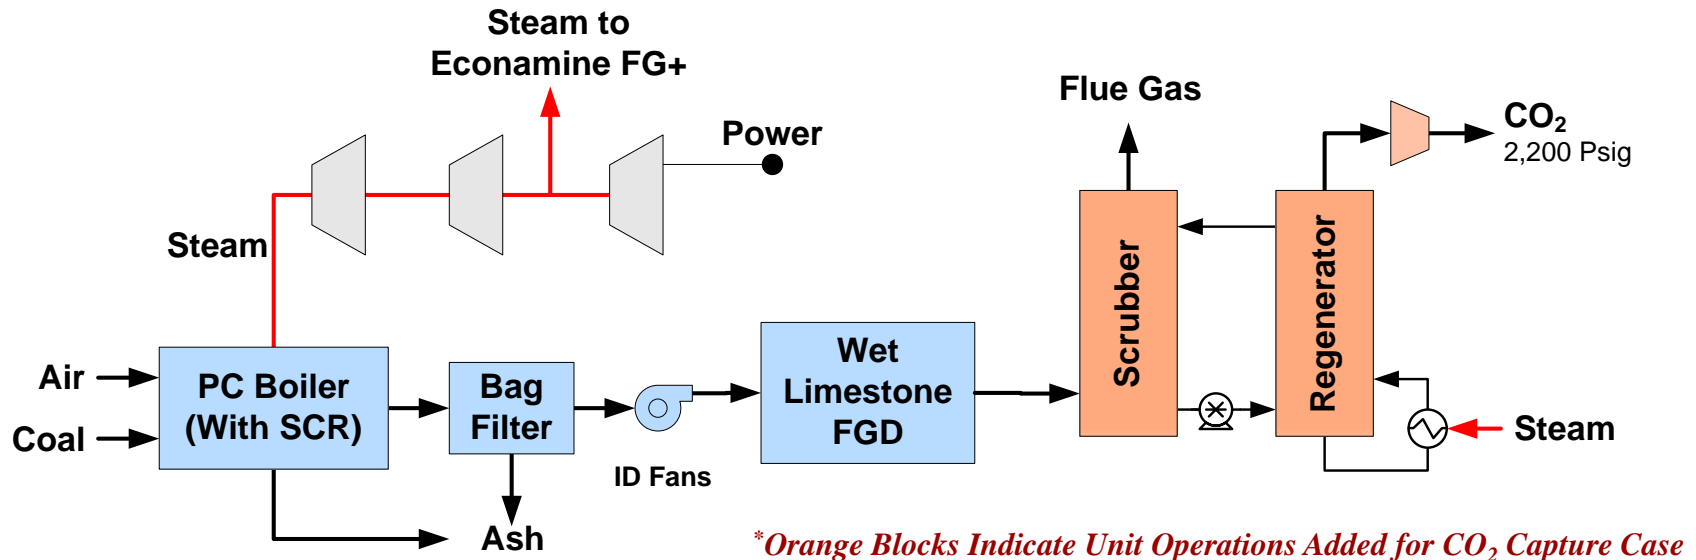 Steam to
Econamine FG+
Power
Steam
Flue Gas
CO₂
2,200 Psig
Scrubber
Regenerator
Air
Coal
PC Boiler
(With SCR)
Bag
Filter
ID Fans
Wet
Limestone
FGD
Steam
Ash
*Orange Blocks Indicate Unit Operations Added for CO₂ Capture Case